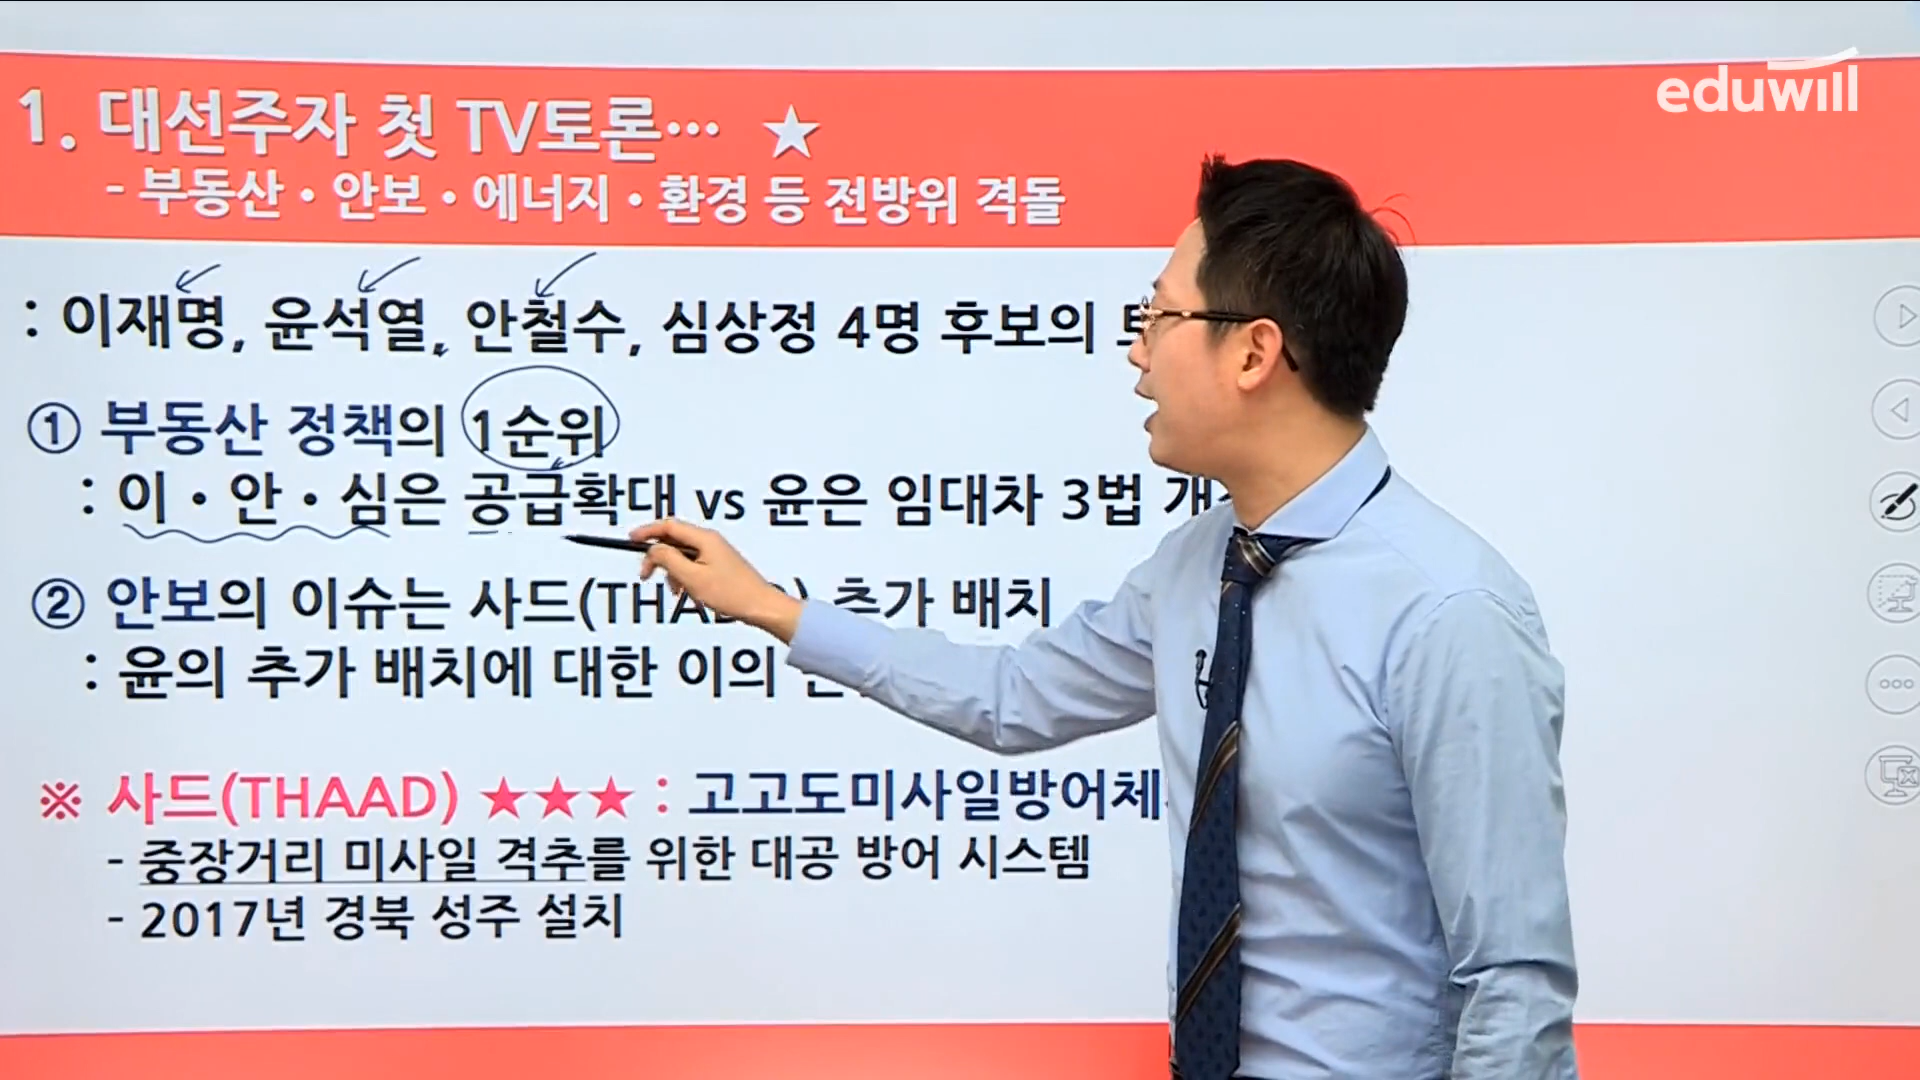 eduwill
1. 대선주자 첫 TV토론… ★
- 부동산·안보·에너지·환경 등 전방위 격돌
: 이재명, 윤석열, 안철수, 심상정 4명 후보의
① 부동산 정책의 1순위
: 이·안·심은 공급확대 vs 윤은 임대차 3법
② 안보의 이슈는 사드(THAAD) 추가 배치
: 윤의 추가 배치에 대한 이의
※ 사드(THAAD) ★★★ : 고고도미사일방어체
- 중장거리 미사일 격추를 위한 대공 방어 시스템
- 2017년 경북 성주 설치